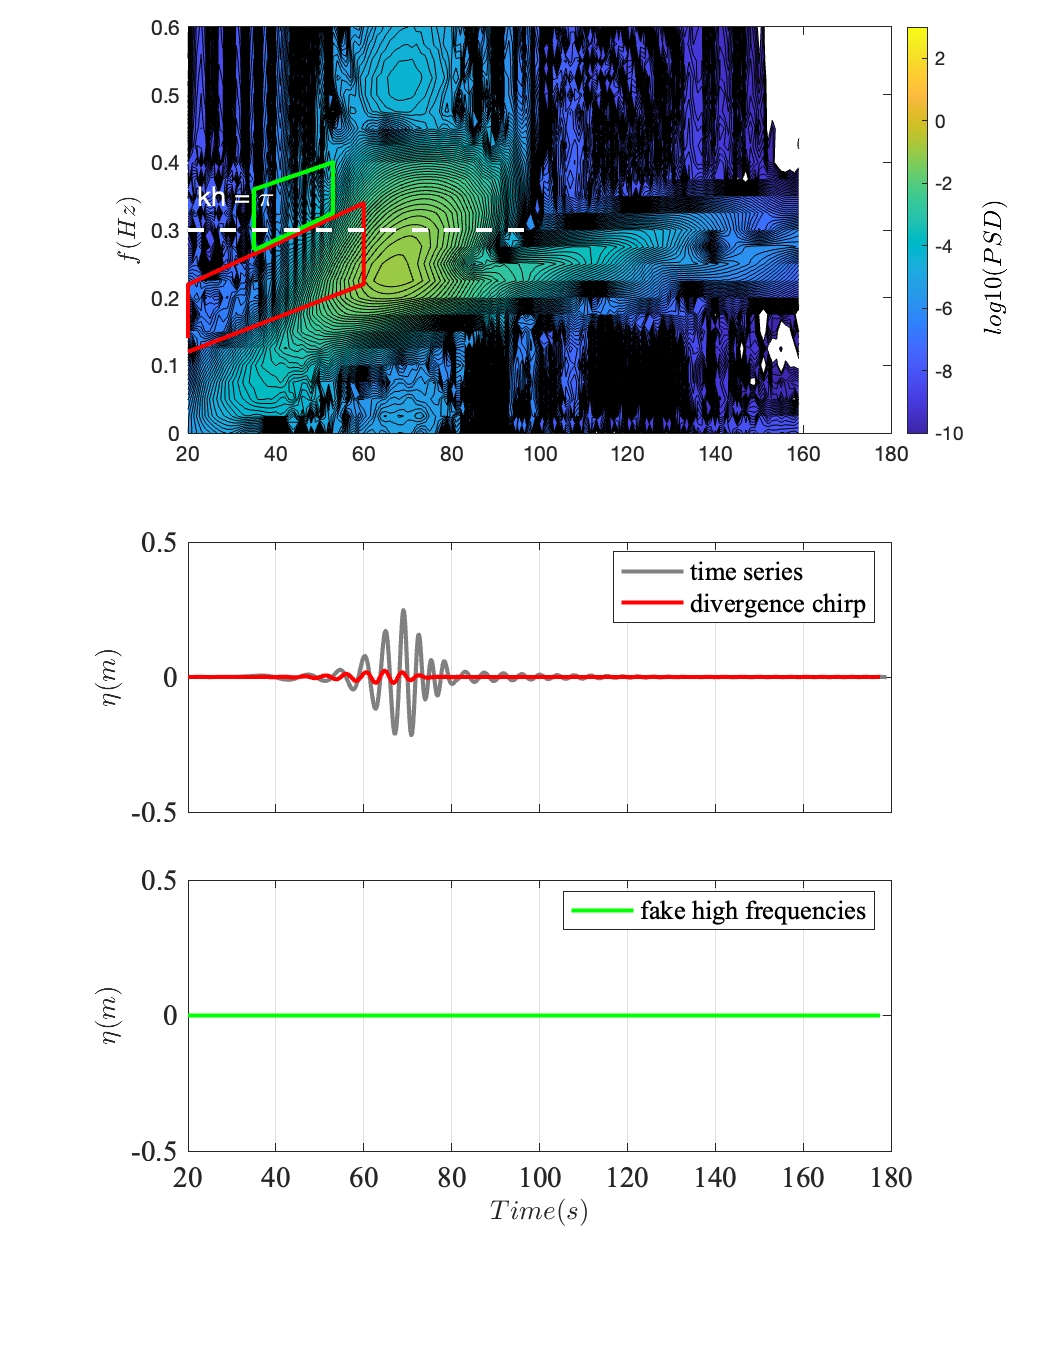 0.6
0.5
0.4
0.3
0.2
0.1
0
f(Hz)
kh = π
20 40 60 80 100 120 140 160 180
2
0
-2
-4
-6
-8
-10
log10(PSD)
0.5
0
-0.5
η(m)
time series
divergence chirp
0.5
0
-0.5
η(m)
fake high frequencies
20 40 60 80 100 120 140 160 180
Time(s)